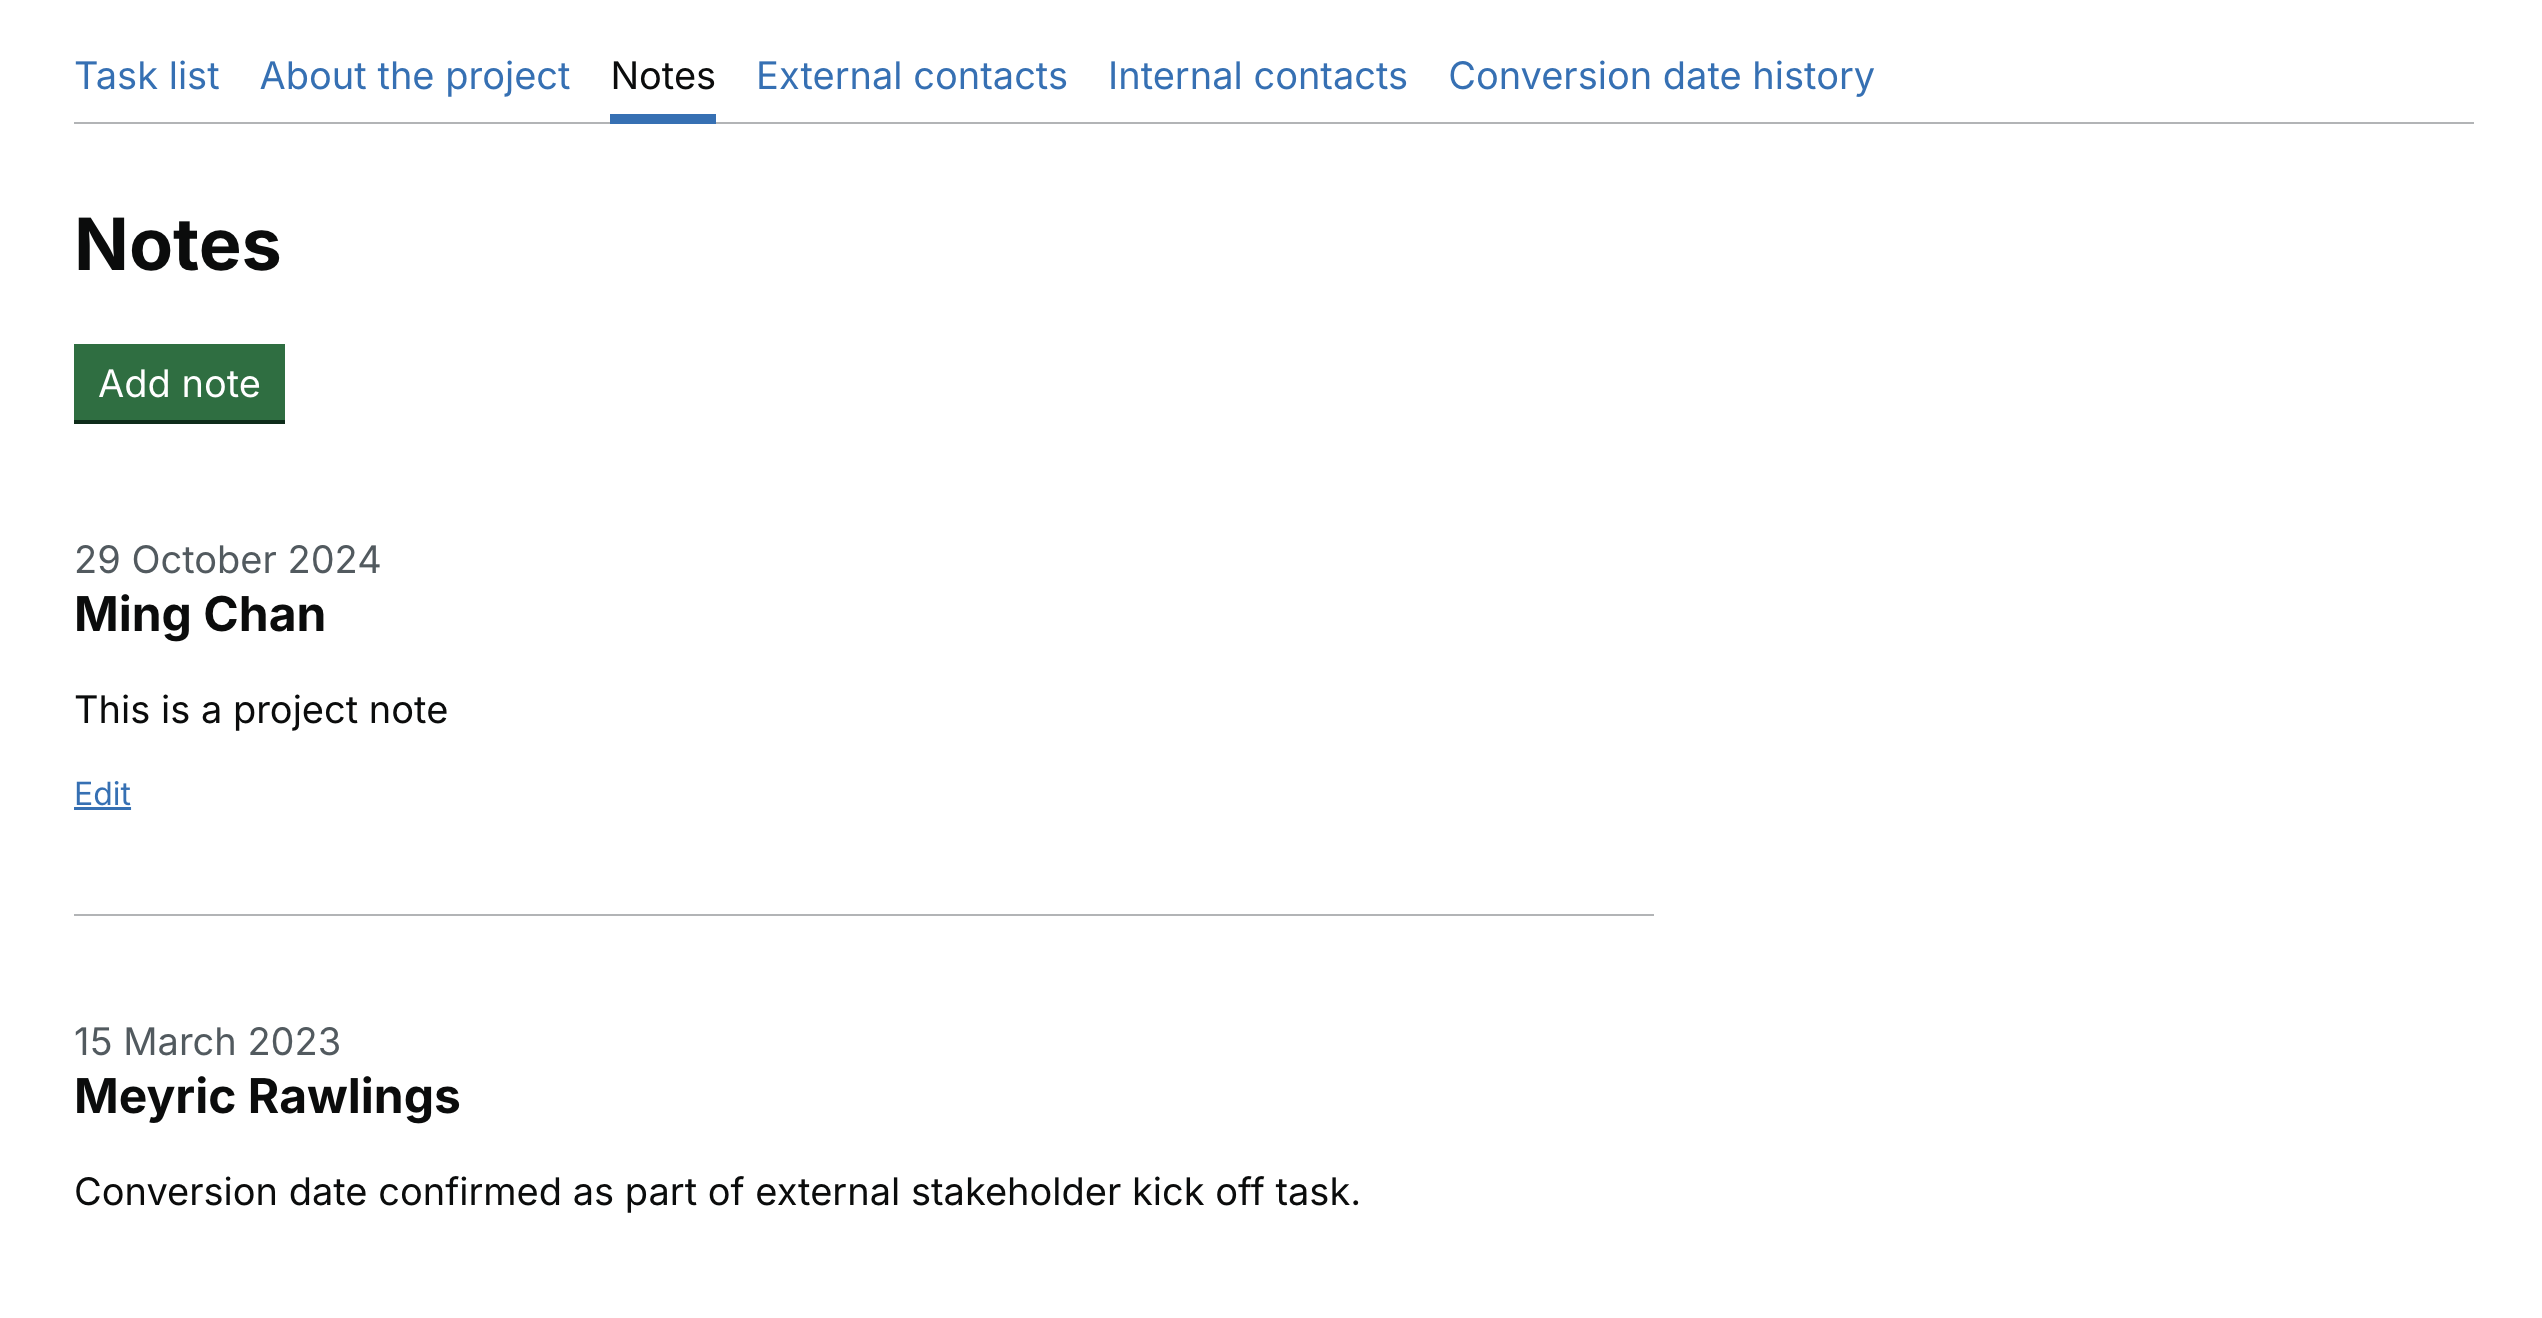 Task list About the project Notes External contacts Internal contacts Conversion date history
Notes
Add note
29 October 2024
Ming Chan
This is a project note
Edit
15 March 2023
Meyric Rawlings
Conversion date confirmed as part of external stakeholder kick off task.